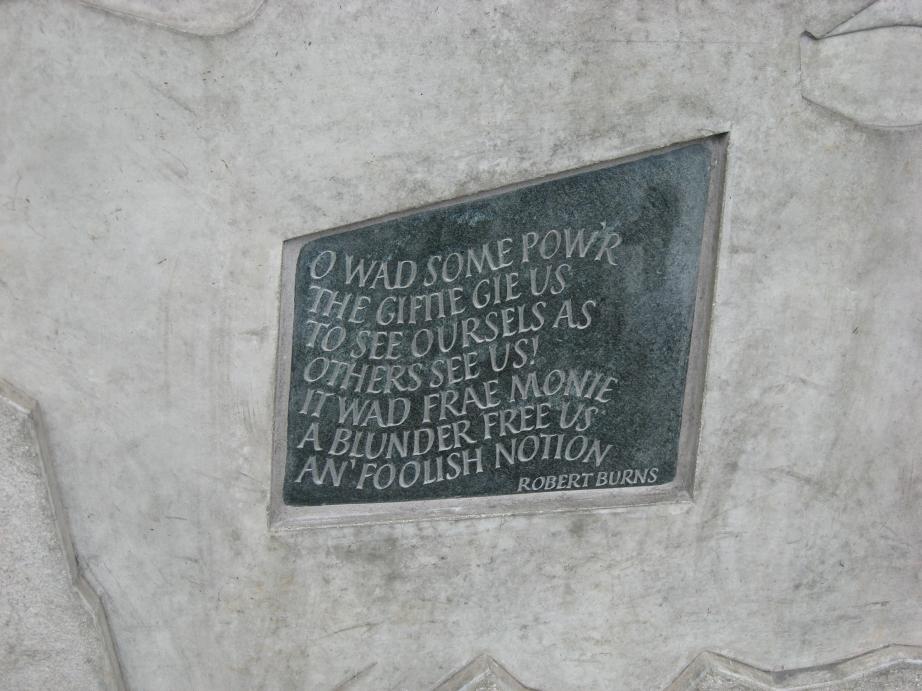 O WAD SOME POW'R
THE GIFTIE GIE US
TO SEE OURSELS AS
OTHERS SEE US!
IT WAD FRAE MONIE
A BLUNDER FREE US
AN' FOOLISH NOTION
ROBERT BURNS